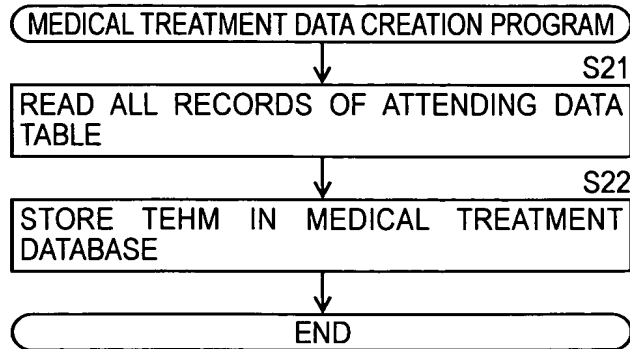 MEDICAL TREATMENT DATA CREATION PROGRAM
S21
READ ALL RECORDS OF ATTENDING DATA
TABLE
S22
STORE TEHM IN MEDICAL TREATMENT
DATABASE
END